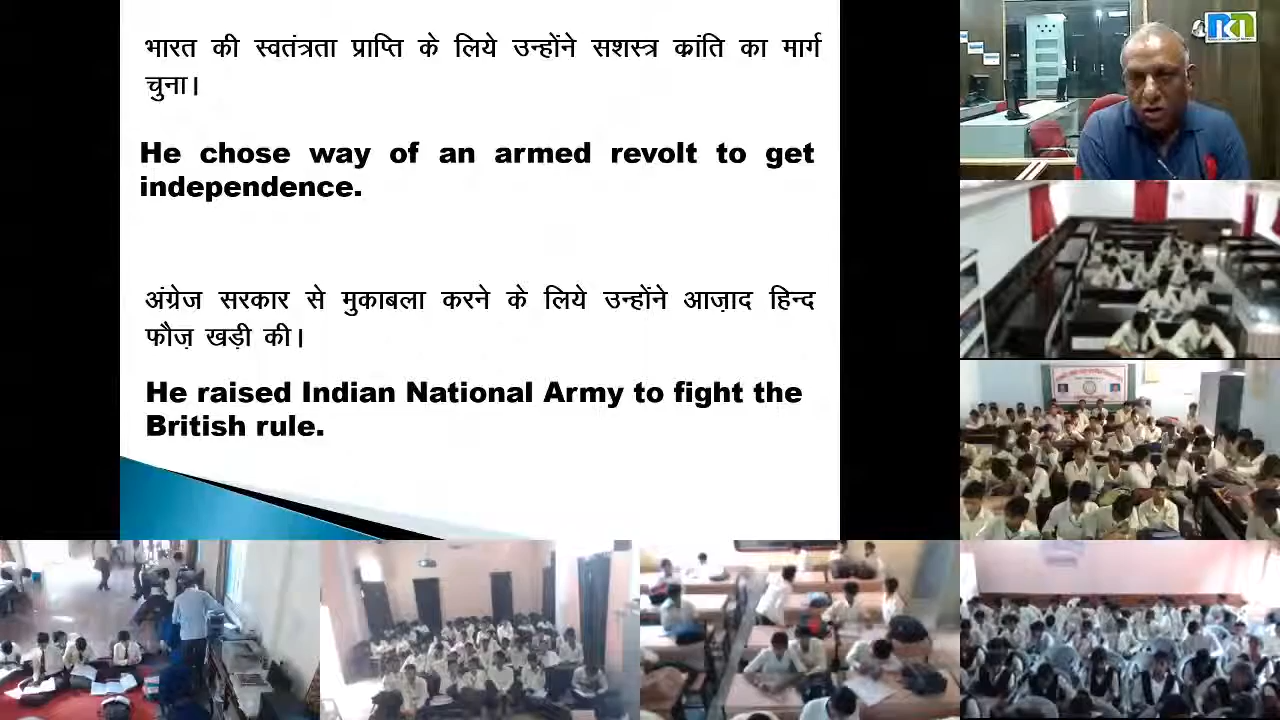 भारत की स्वतंत्रता प्राप्ति के लिये उन्होंने सशस्त्र क्रांति का मार्ग
चुना।
He chose way of an armed revolt to get
independence.
अंग्रेज सरकार से मुकाबला करने के लिये उन्होंने आज़ाद हिन्द
फौज़ खड़ी की।
He raised Indian National Army to fight the
British rule.